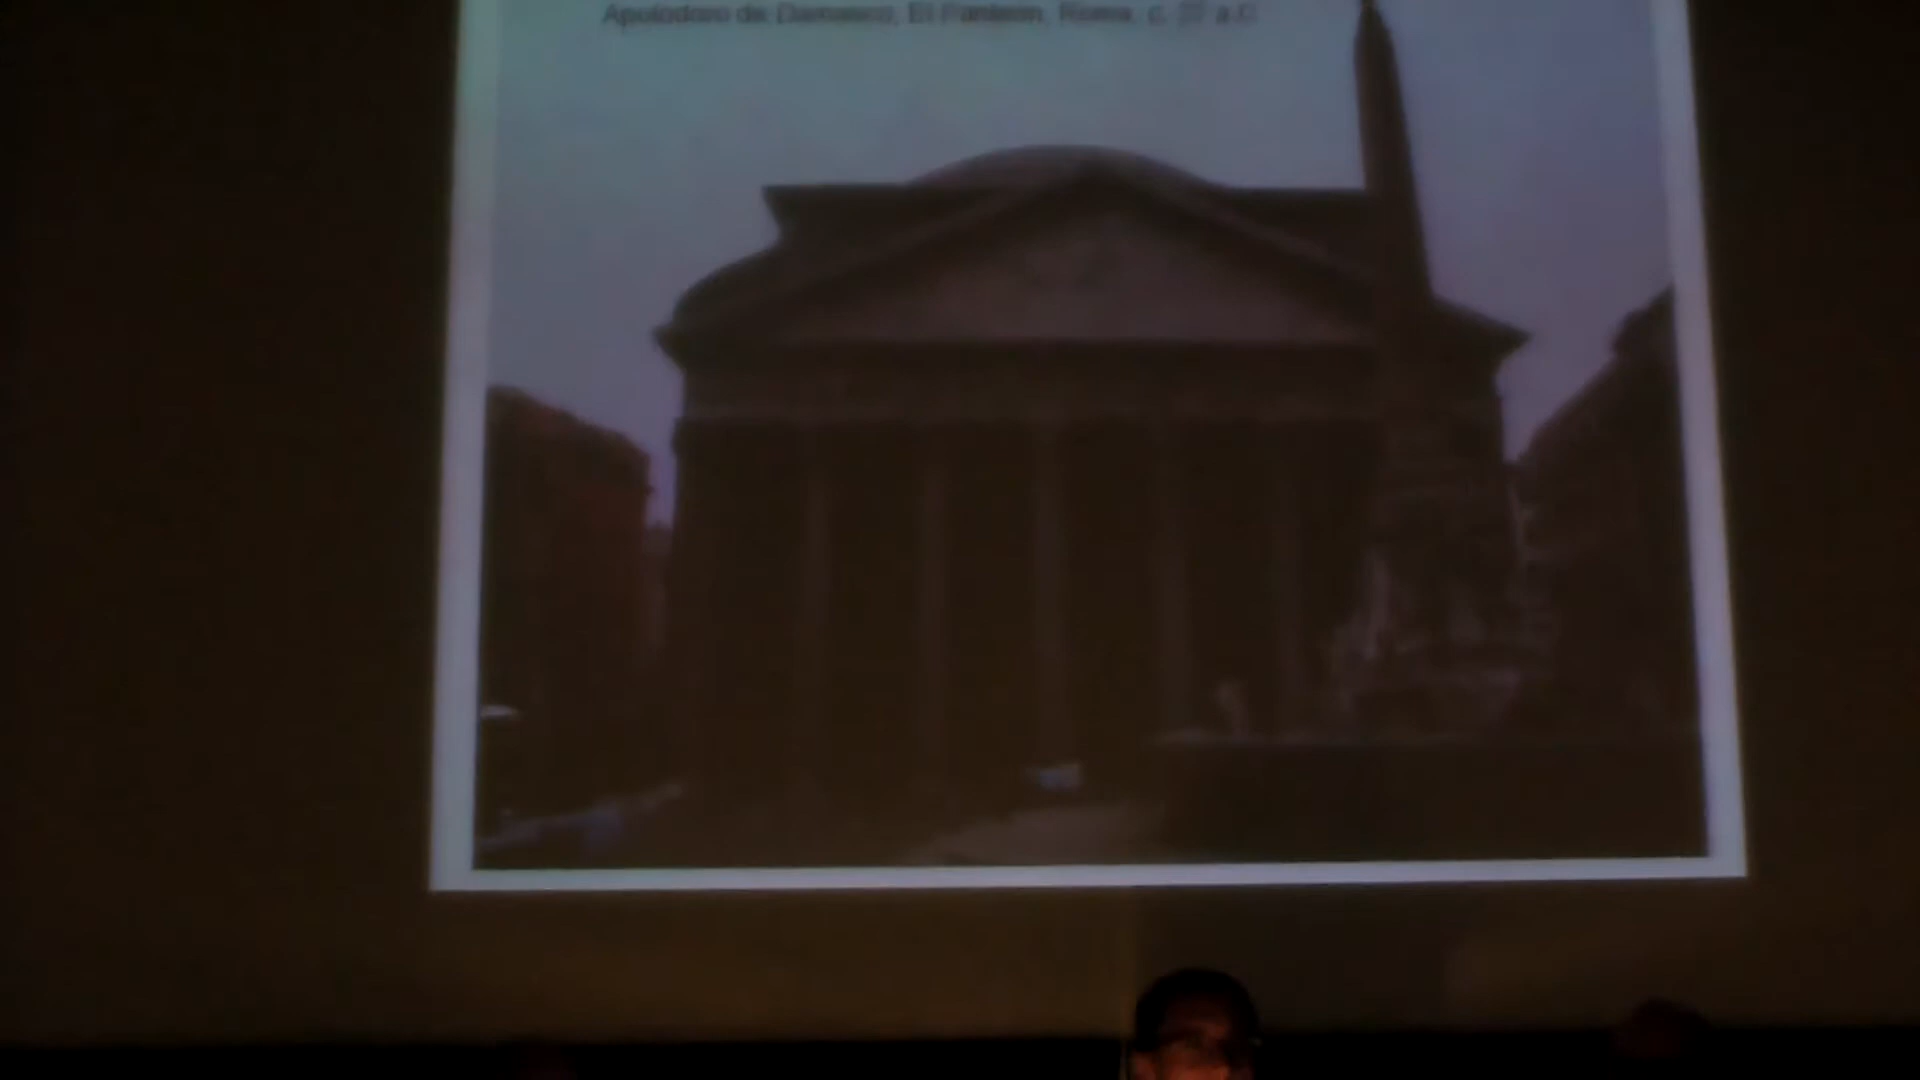 Apolodoro de Damasco, El Panteón, Roma. c. a.C.